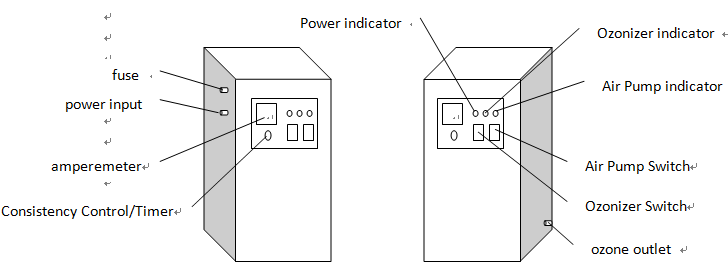 Power indicator
Ozonizer indicator
fuse
Air Pump indicator
power input
amperemeter
Air Pump Switch
Consistency Control/Timer
Ozonizer Switch
ozone outlet